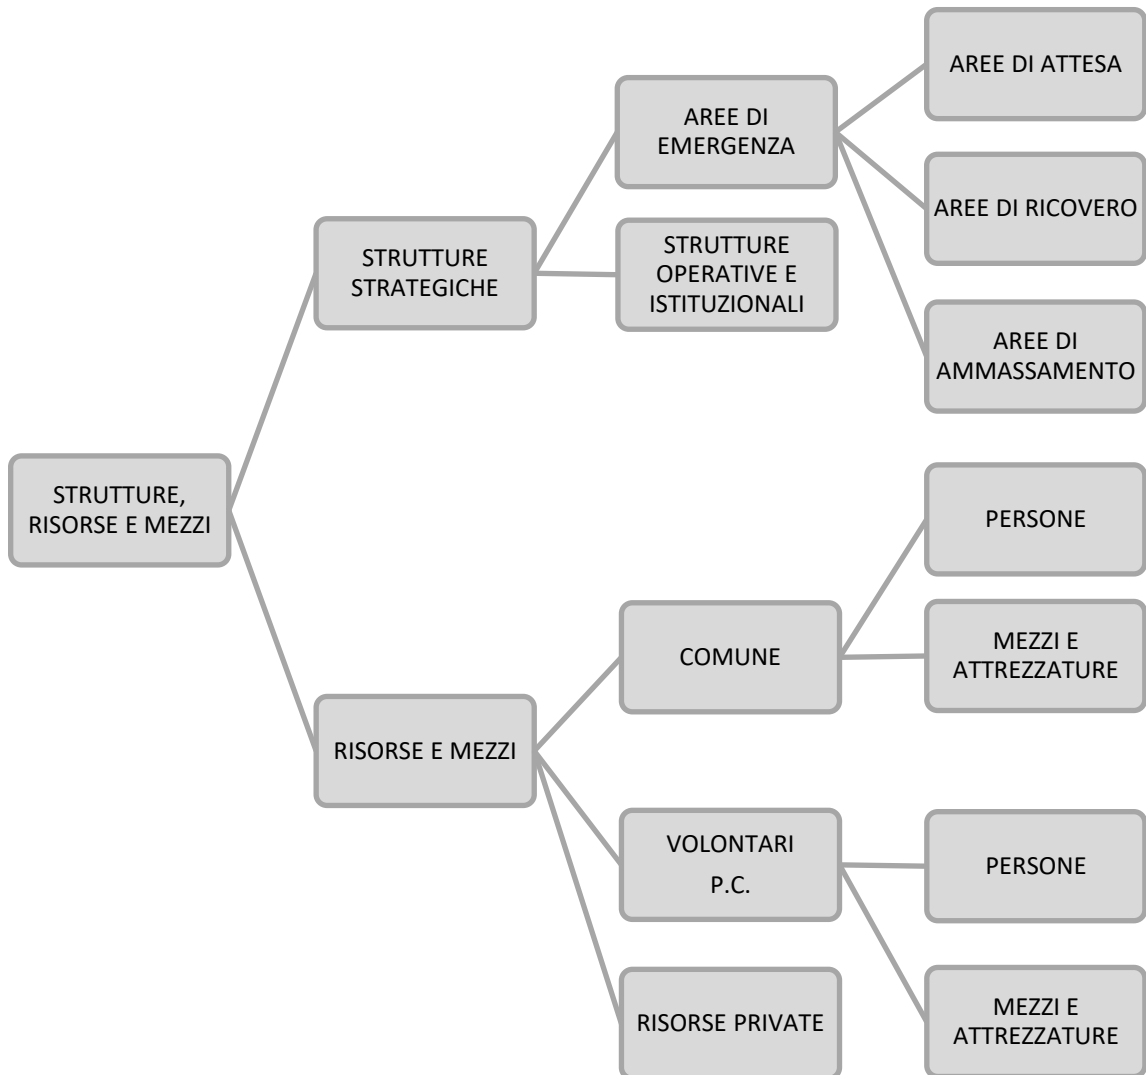 AREE DI ATTESA
AREE DI
EMERGENZA
AREE DI RICOVERO
STRUTTURE
STRATEGICHE
STRUTTURE
OPERATIVE E
ISTITUZIONALI
AREE DI
AMMASSAMENTO
STRUTTURE,
RISORSE E MEZZI
PERSONE
COMUNE
MEZZI E
ATTREZZATURE
RISORSE E MEZZI
VOLONTARI
P.C.
PERSONE
RISORSE PRIVATE
MEZZI E
ATTREZZATURE